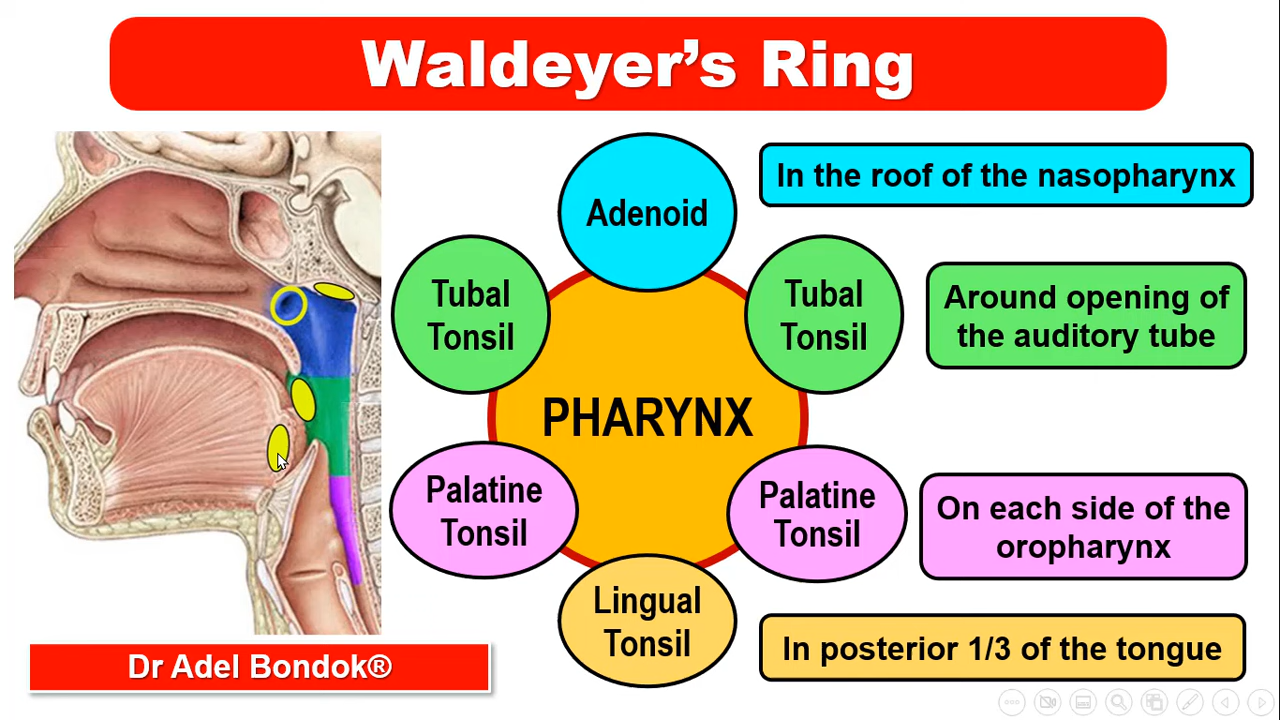 Waldeyer’s Ring
Adenoid
In the roof of the nasopharynx
Tubal
Tonsil
Tubal
Tonsil
Around opening of
the auditory tube
PHARYNX
Palatine
Tonsil
Palatine
Tonsil
On each side of the
oropharynx
Lingual
Tonsil
In posterior 1/3 of the tongue
Dr Adel Bondok®